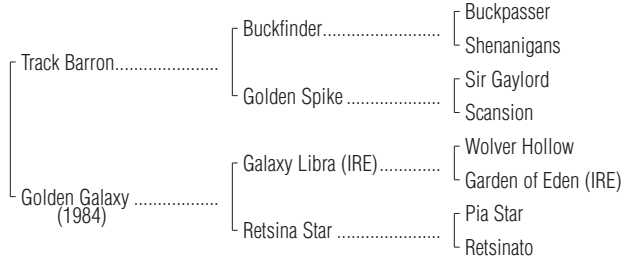 Buckpasser
Buckfinder
Shenanigans
Track Barron
Sir Gaylord
Golden Spike
Scansion
Wolver Hollow
Galaxy Libra (IRE)
Garden of Eden (IRE)
Golden Galaxy
(1984)
Pia Star
Retsina Star
Retsinato